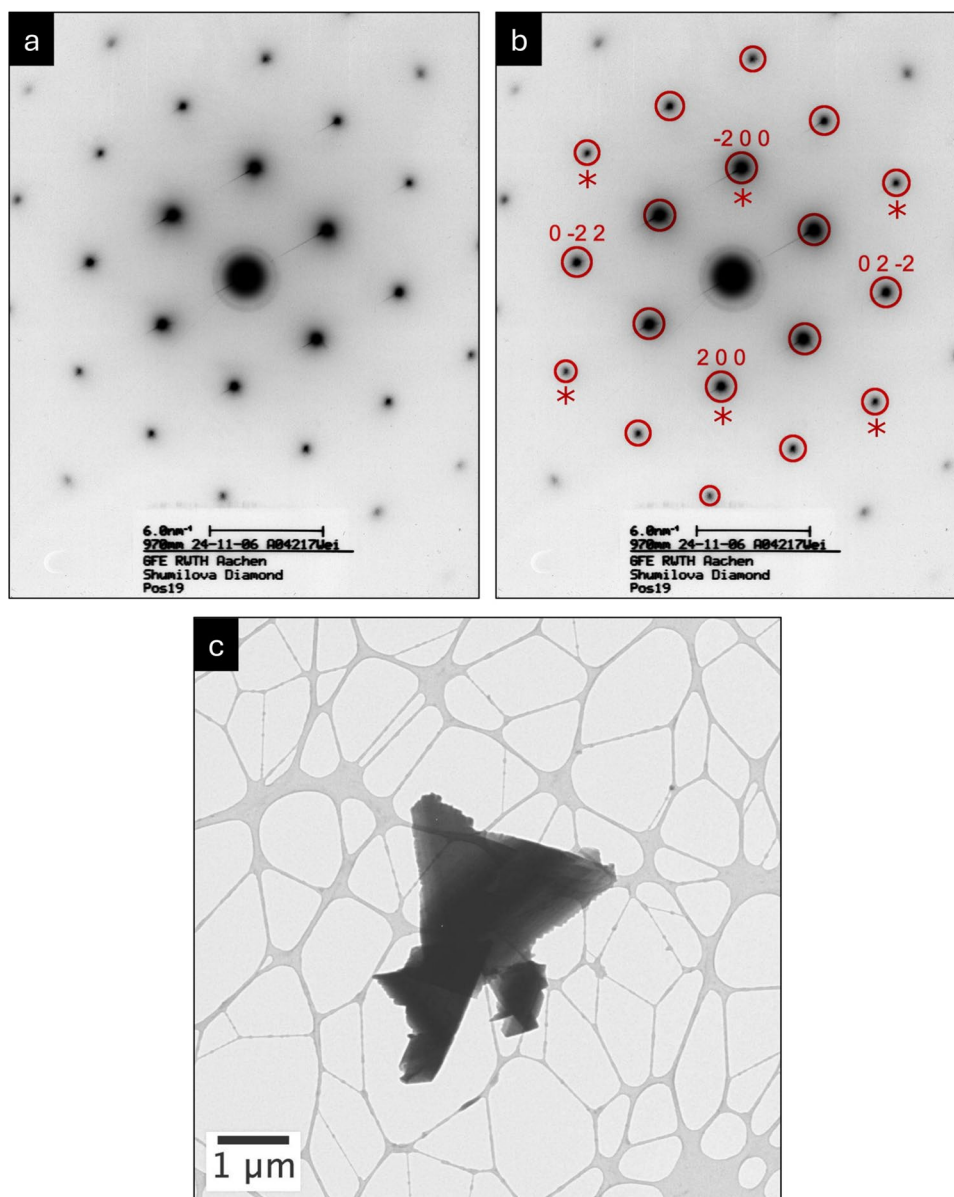 a
6.0nm⁻¹
970mm 24-11-06 A04217Wei
GFE RWTH Aachen
Shumilova Diamond
Pos19
b
-2 0 0
*
*
*
0 -2 2
0 2 -2
2 0 0
*
*
*
6.0nm⁻¹
970mm 24-11-06 A04217Wei
GFE RWTH Aachen
Shumilova Diamond
Pos19
c
1 μm